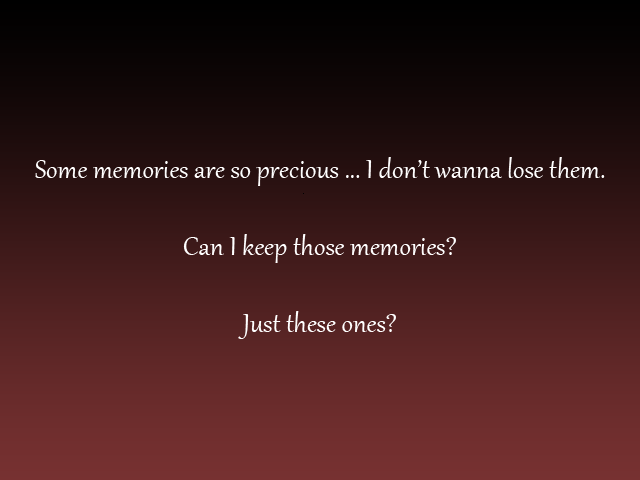 Some memories are so precious ... I don't wanna lose them.
Can I keep those memories?
Just these ones?